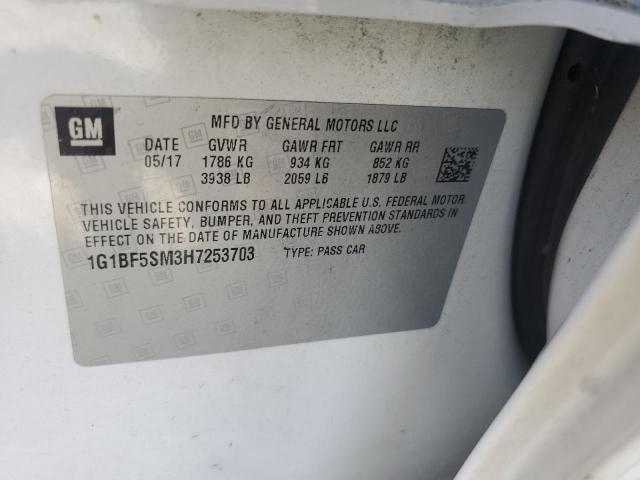 GM
MFD BY GENERAL MOTORS LLC
DATE GVWR GAWR FRT GAWR RR
05/17 1786 KG 934 KG 852 KG
3938 LB 2059 LB 1879 LB
THIS VEHICLE CONFORMS TO ALL APPLICABLE U.S. FEDERAL MOTOR
VEHICLE SAFETY, BUMPER, AND THEFT PREVENTION STANDARDS IN
EFFECT ON THE DATE OF MANUFACTURE SHOWN ABOVE.
1G1BF5SM3H7253703 TYPE: PASS CAR